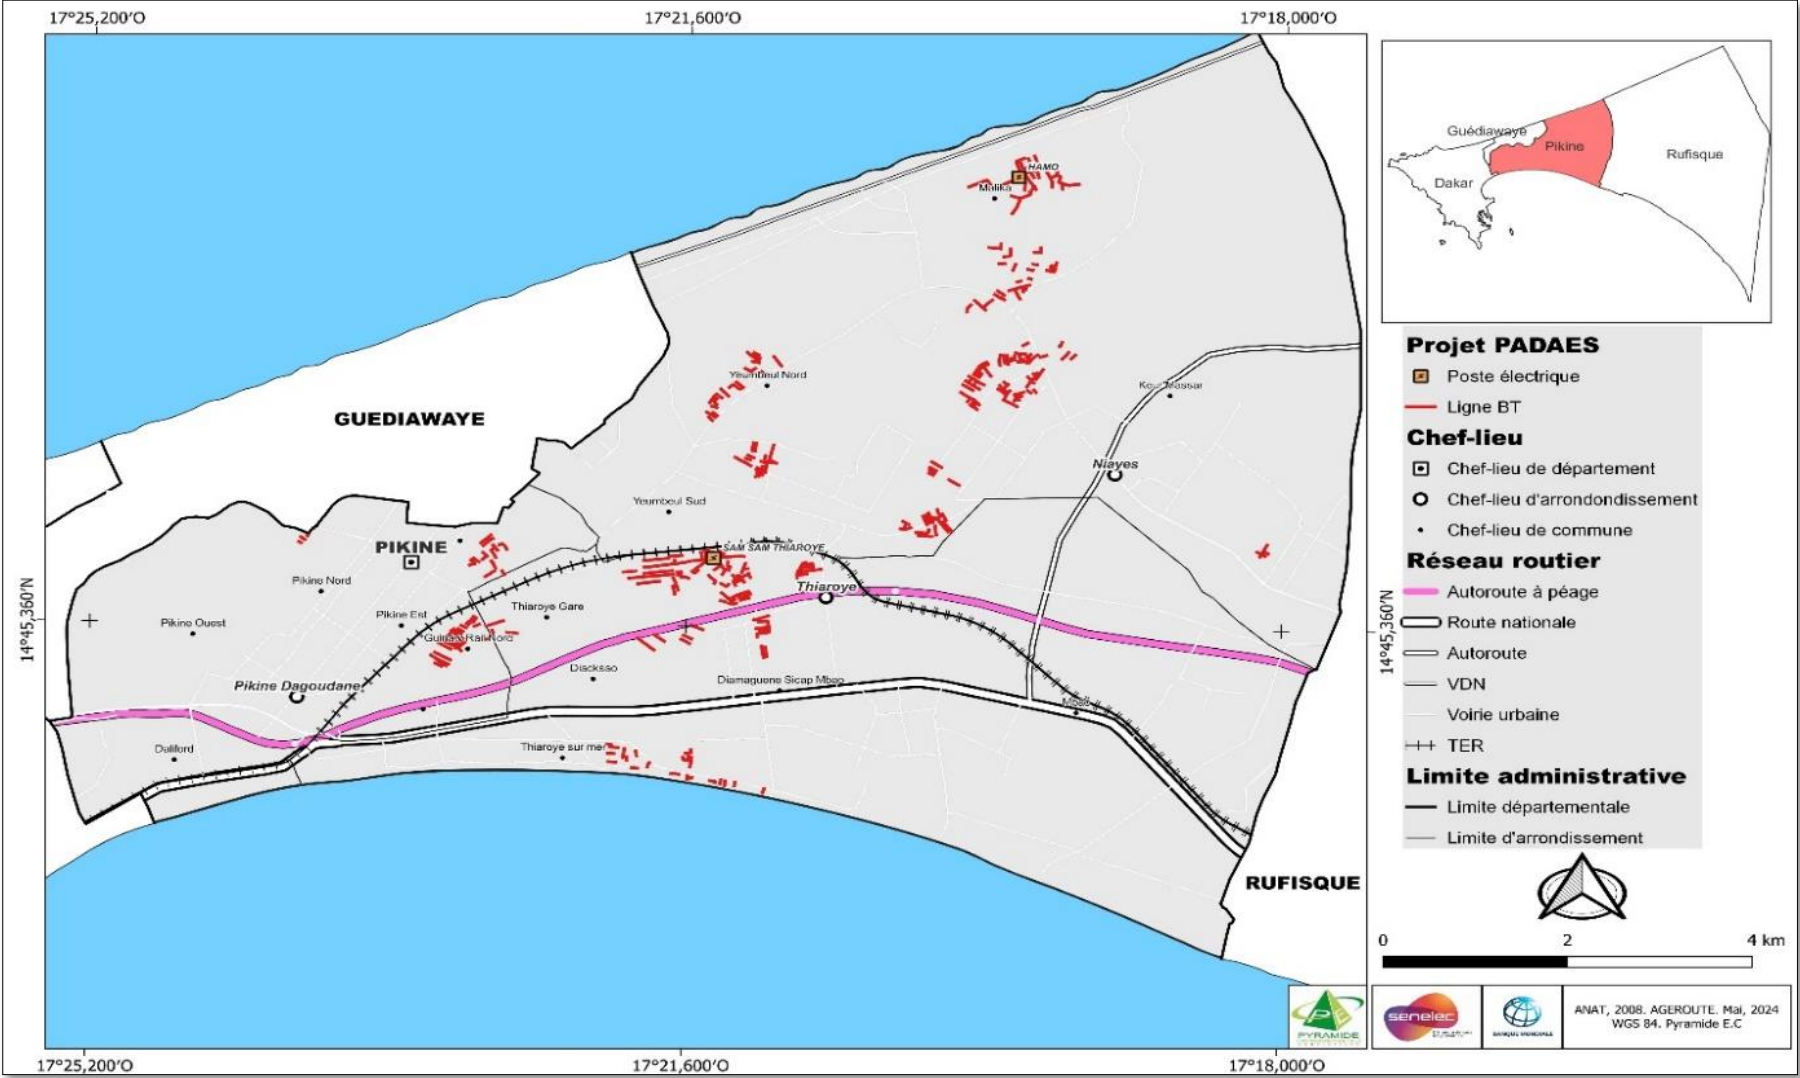 17°25,200'O
17°21,600'O
17°18,000'O
HAMO
Malika
Guédiawaye
Pikine
Rufisque
Dakar
Projet PADAES
Poste électrique
Ligne BT
Chef-lieu
Chef-lieu de département
Chef-lieu d'arrondondissement
Chef-lieu de commune
Réseau routier
Autoroute à péage
Route nationale
Autoroute
VDN
Voirie urbaine
TER
Limite administrative
Limite départementale
Limite d'arrondissement
Yeumbeul Nord
Keur Massar
GUEDIAWAYE
Niayes
Yeumbeul Sud
PIKINE
SAM SAM THIAROYE
Pikine Nord
Thiaroye
Thiaroye Gare
Pikine Est
Pikine Ouest
Guinaw Rail Nord
14°45,360'N
14°45,360'N
Diacksao
Diamaguene Sicap Mbao
Pikine Dagoudane
Mbao
Daliford
Thiaroye sur mer
RUFISQUE
0 2 4 km
PYRAMIDE
senelec
BANQUE MONDIALE
ANAT, 2008. AGEROUTE. Mai, 2024
WGS 84. Pyramide E.C
17°25,200'O
17°21,600'O
17°18,000'O